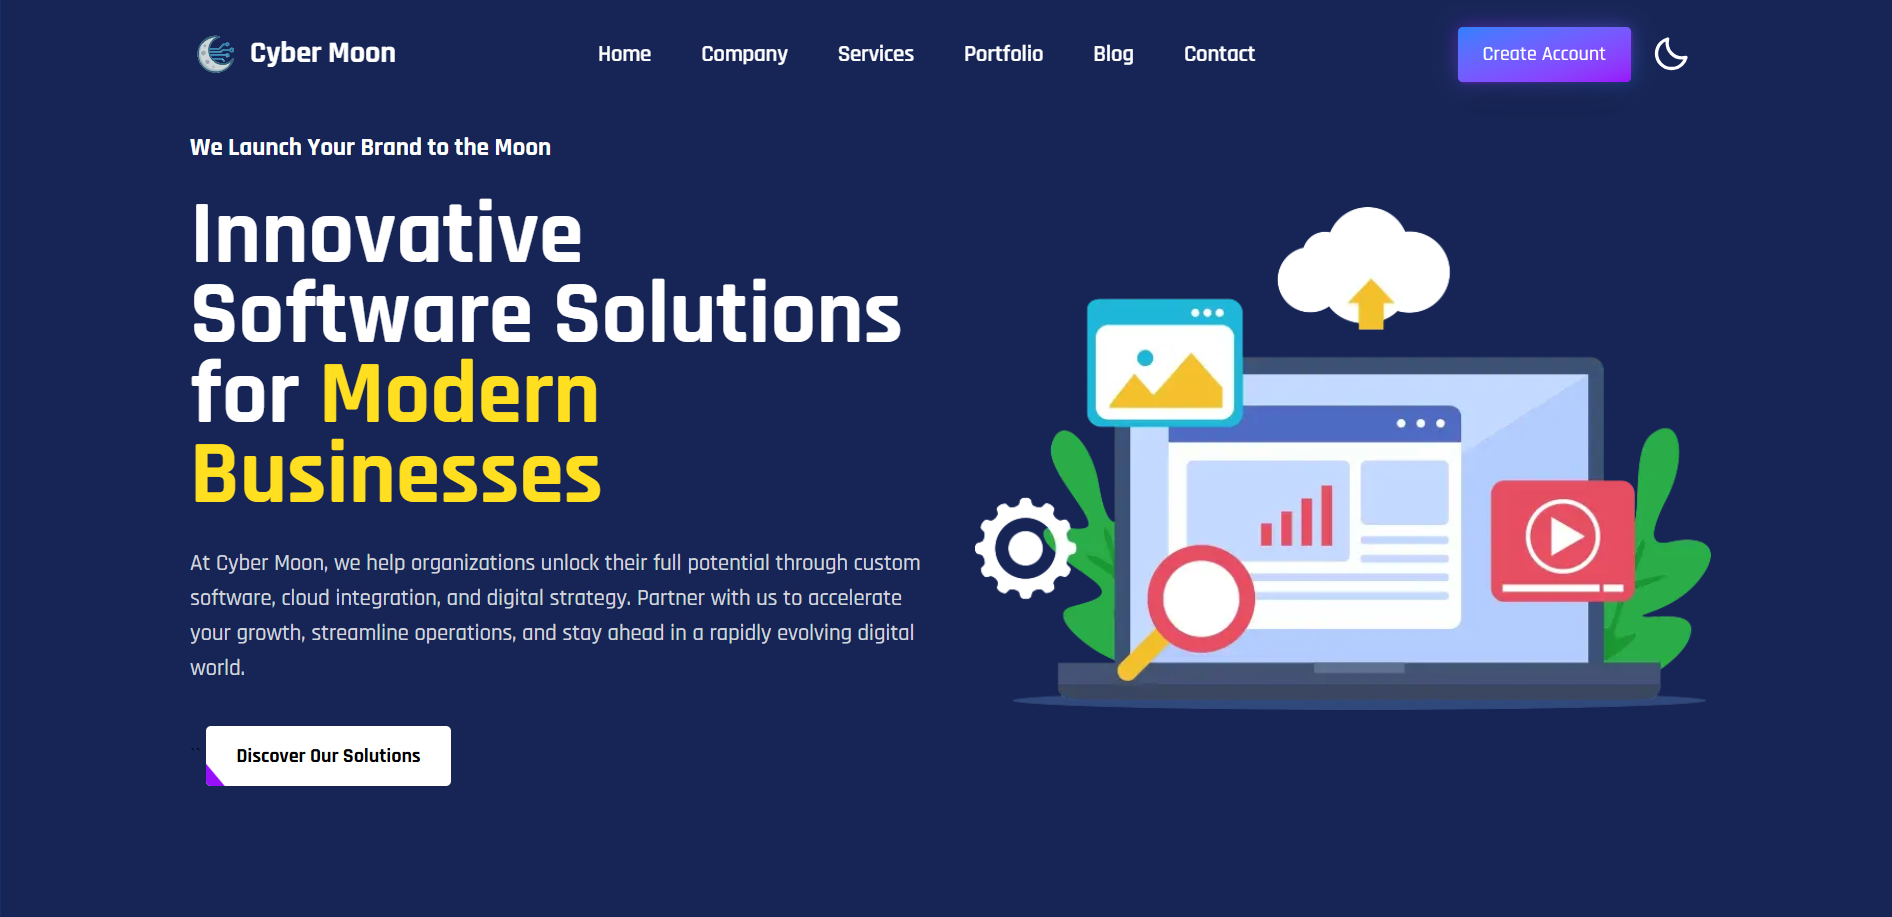 Cyber Moon
Home Company Services Portfolio Blog Contact
Create Account
We Launch Your Brand to the Moon
Innovative
Software Solutions
for Modern
Businesses
At Cyber Moon, we help organizations unlock their full potential through custom
software, cloud integration, and digital strategy. Partner with us to accelerate
your growth, streamline operations, and stay ahead in a rapidly evolving digital
world.
..
Discover Our Solutions